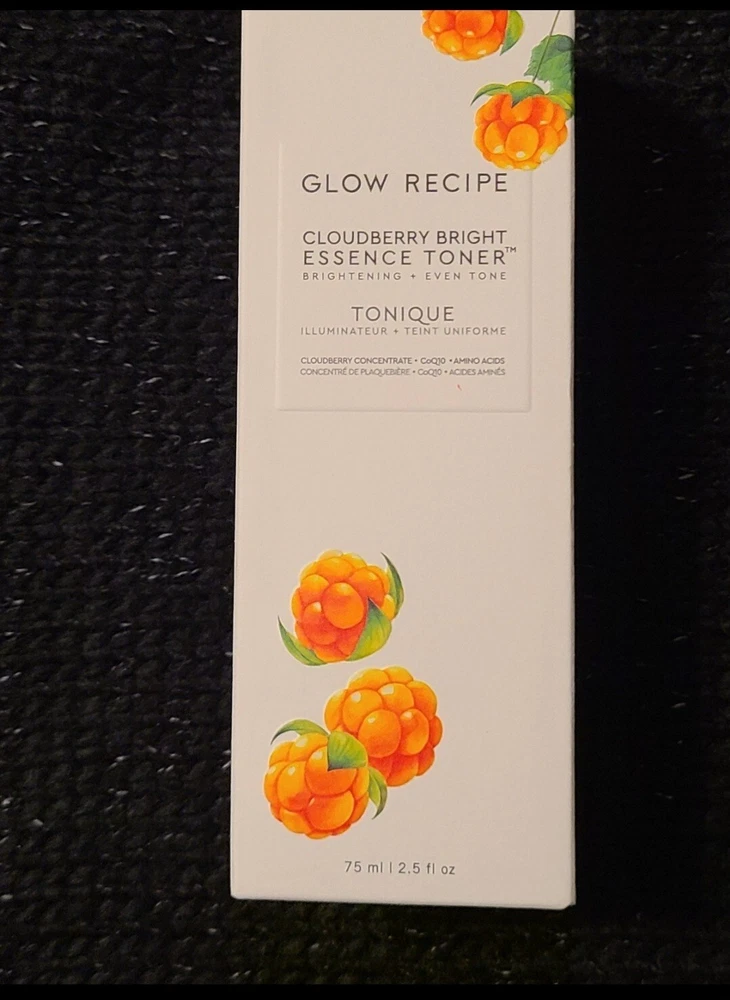 GLOW RECIPE
CLOUDBERRY BRIGHT
ESSENCE TONER™
BRIGHTENING + EVEN TONE
TONIQUE
ILLUMINATEUR + TEINT UNIFORME
CLOUDBERRY CONCENTRATE • CoQ10 • AMINO ACIDS
CONCENTRÉ DE PLAQUEBIÈRE • CoQ10 • ACIDES AMINÉS
75 ml | 2.5 fl oz